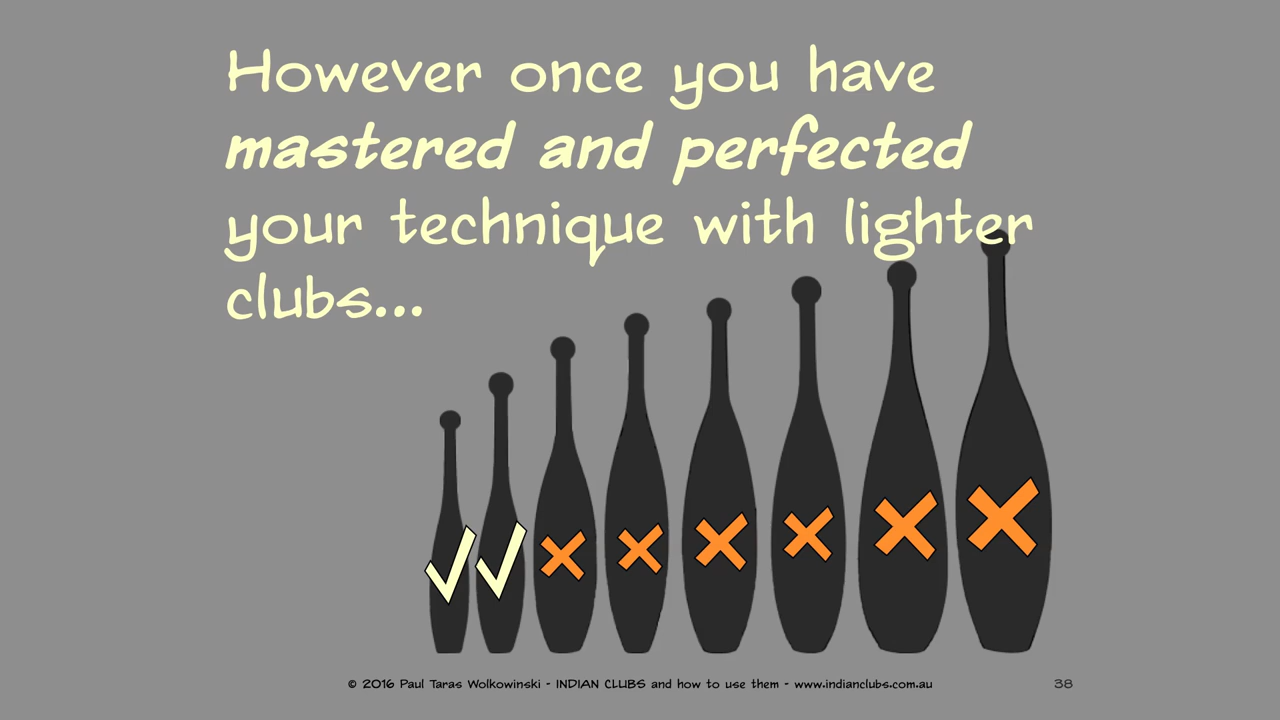 However once you have
mastered and perfected
your technique with lighter
clubs...
© 2016 Paul Taras Wolkowinski - INDIAN CLUBS and how to use them - www.indianclubs.com.au
38